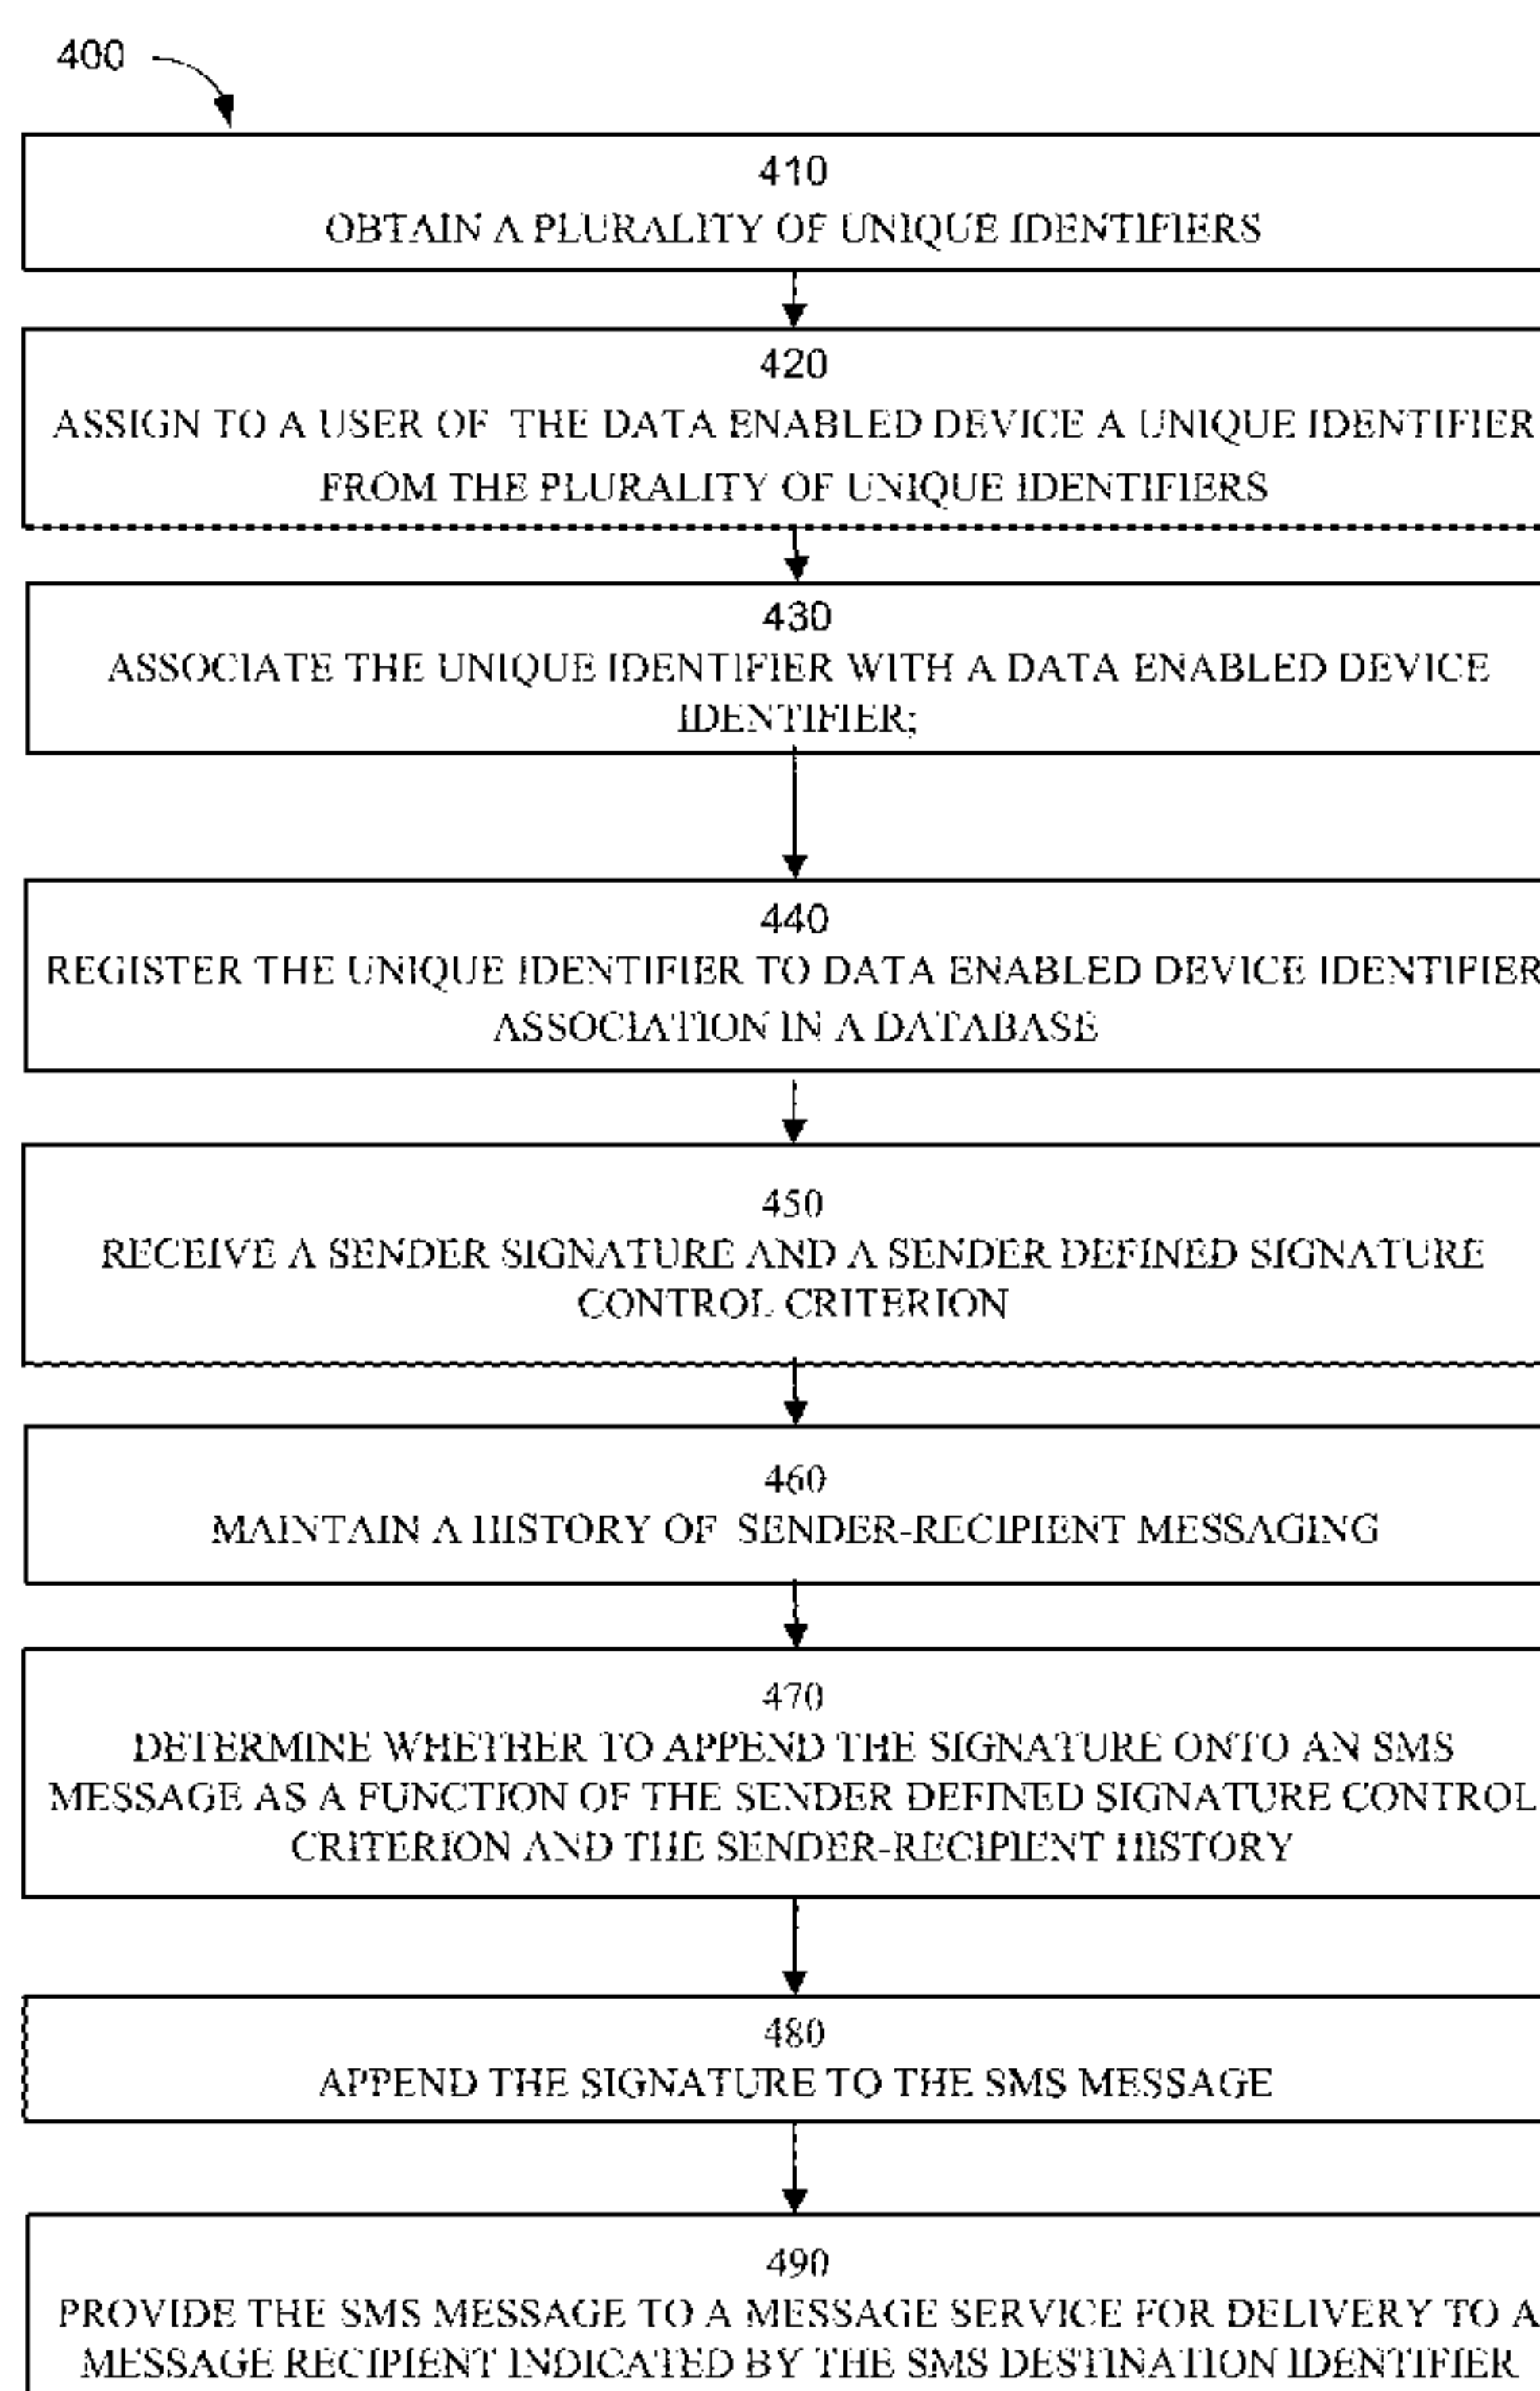 400
410
OBTAIN A PLURALITY OF UNIQUE IDENTIFIERS
420
ASSIGN TO A USER OF THE DATA ENABLED DEVICE A UNIQUE IDENTIFIER
FROM THE PLURALITY OF UNIQUE IDENTIFIERS
430
ASSOCIATE THE UNIQUE IDENTIFIER WITH A DATA ENABLED DEVICE
IDENTIFIER;
440
REGISTER THE UNIQUE IDENTIFIER TO DATA ENABLED DEVICE IDENTIFIER
ASSOCIATION IN A DATABASE
450
RECEIVE A SENDER SIGNATURE AND A SENDER DEFINED SIGNATURE
CONTROL CRITERION
460
MAINTAIN A HISTORY OF SENDER-RECIPIENT MESSAGING
470
DETERMINE WHETHER TO APPEND THE SIGNATURE ONTO AN SMS
MESSAGE AS A FUNCTION OF THE SENDER DEFINED SIGNATURE CONTROL
CRITERION AND THE SENDER-RECIPIENT HISTORY
480
APPEND THE SIGNATURE TO THE SMS MESSAGE
490
PROVIDE THE SMS MESSAGE TO A MESSAGE SERVICE FOR DELIVERY TO A
MESSAGE RECIPIENT INDICATED BY THE SMS DESTINATION IDENTIFIER